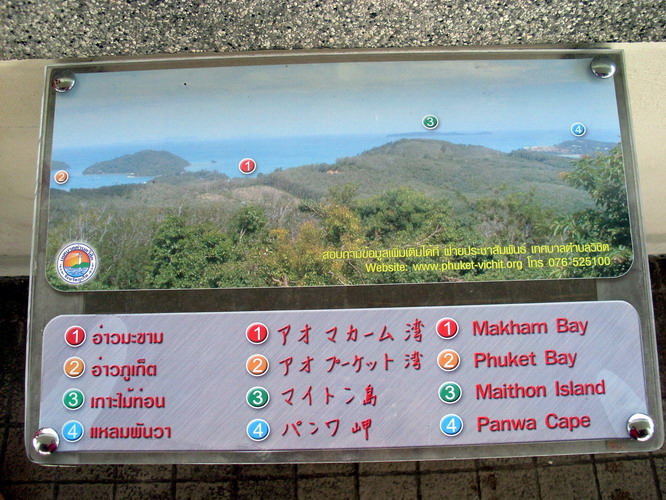 3
4
1
2
สอบถามข้อมูลเพิ่มเติมได้ที่ ฝ่ายประชาสัมพันธ์ เทศบาลตำบลวิชิต
Website: www.phuket-vichit.org โทร 076 525100
1 อ่าวมะขาม
2 อ่าวภูเก็ต
3 เกาะไม้ท่อน
4 แหลมพันวา
1 アオ マカーム 湾
2 アオ プーケット 湾
3 マイトン島
4 パンワ 岬
1 Makham Bay
2 Phuket Bay
3 Maithon Island
4 Panwa Cape